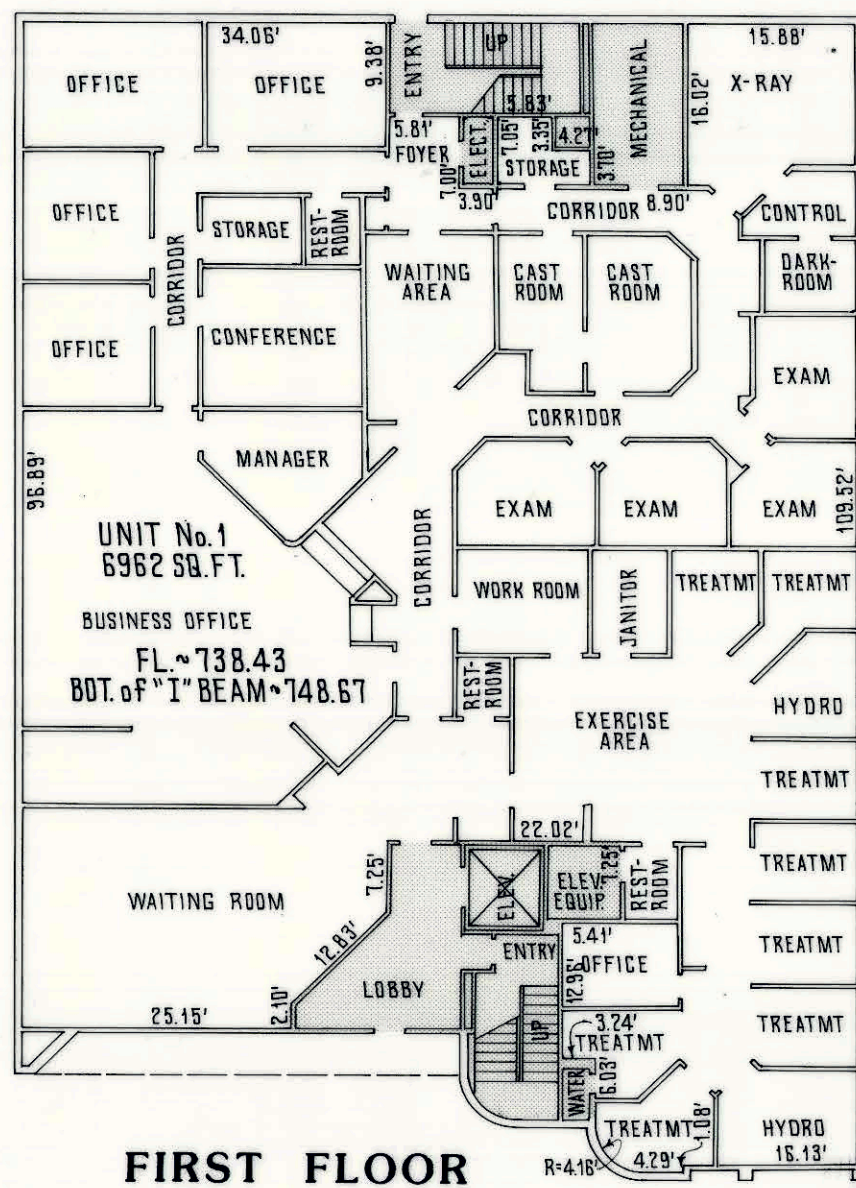 34.06'
OFFICE
OFFICE
9.38'
ENTRY
UP
5.83'
MECHANICAL
15.88'
X-RAY
16.02'
5.81'
FOYER
ELECT.
7.05'
3.35'
4.27'
STORAGE
3.70'
7.00'
3.90'
CORRIDOR
8.90'
CONTROL
OFFICE
STORAGE
REST-
ROOM
CORRIDOR
WAITING
AREA
CAST
ROOM
CAST
ROOM
DARK-
ROOM
OFFICE
CONFERENCE
EXAM
CORRIDOR
MANAGER
96.89'
109.52'
EXAM
EXAM
EXAM
UNIT No.1
6962 SQ.FT.
CORRIDOR
WORK ROOM
JANITOR
TREATMT
TREATMT
BUSINESS OFFICE
FL.~738.43
BOT. of "I" BEAM~748.67
REST-
ROOM
EXERCISE
AREA
HYDRO
TREATMT
22.02'
7.25'
ELEV.
ELEV.
EQUIP.
7.25'
REST-
ROOM
TREATMT
WAITING ROOM
12.83'
ENTRY
5.41'
OFFICE
12.96'
TREATMT
LOBBY
25.15'
2.10'
UP
3.24'
TREATMT
TREATMT
WATER
6.03'
TREATMT
1.08'
HYDRO
R=4.16'
4.29'
16.13'
FIRST FLOOR